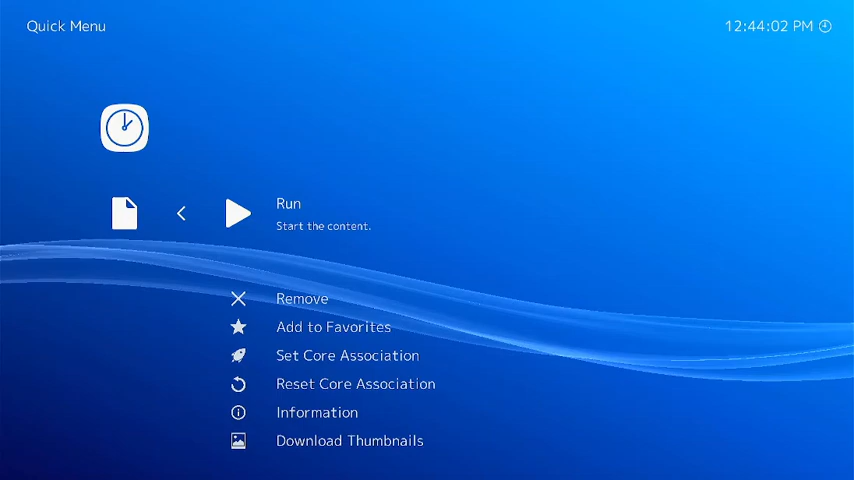 Quick Menu
12:44:02 PM
Run
Start the content.
Remove
Add to Favorites
Set Core Association
Reset Core Association
Information
Download Thumbnails